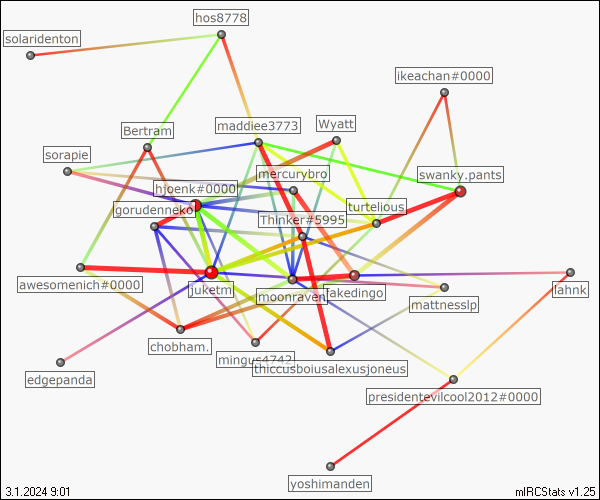 hos8778
solaridenton
ikeachan#0000
maddiee3773
Wyatt
Bertram
sorapie
mercurybro
swanky.pants
hjoenk#0000
gorudenneko
turtelious
Thinker#5995
awesomenich#0000
juketml
moonraven
fakedingo
lahnk
mattnesslp
chobham.
mingus4742
thiccusboiusalexusjoneus
edgepanda
presidentevilcool2012#0000
yoshimanden
3.1.2024 9:01
mIRCStats v1.25